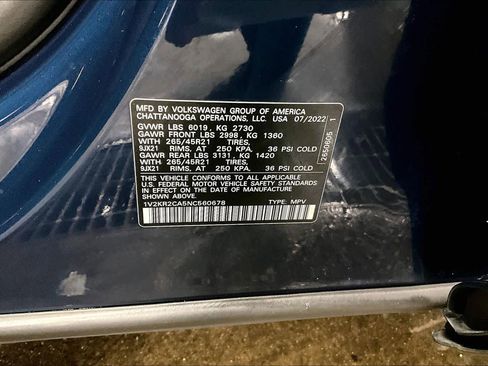 MFD BY VOLKSWAGEN GROUP OF AMERICA
CHATTANOOGA OPERATIONS, LLC. USA 07/2022
GVWR LBS 6019, KG 2730
GAWR FRONT LBS 2998, KG 1360
WITH 265/45R21 TIRES,
9JX21 RIMS, AT 250 KPA, 36 PSI COLD
GAWR REAR LBS 3131, KG 1420
WITH 265/45R21 TIRES,
9JX21 RIMS, AT 250 KPA, 36 PSI COLD
THIS VEHICLE CONFORMS TO ALL APPLICABLE
U.S. FEDERAL MOTOR VEHICLE SAFETY STANDARDS
IN EFFECT ON THE DATE OF MANUFACTURE
SHOWN ABOVE.
1V2KR2CA5NC560678 TYPE: MPV
1
2506605